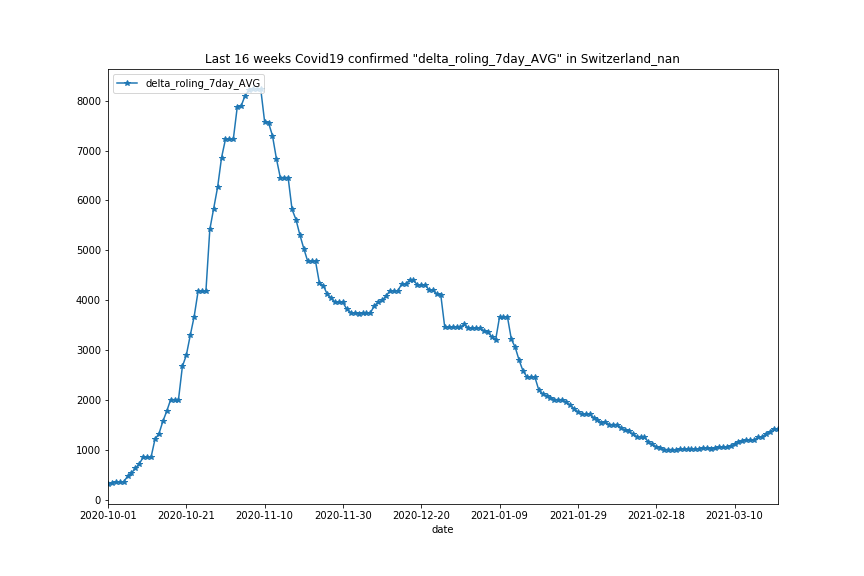 Last 16 weeks Covid19 confirmed "delta_roling_7day_AVG" in Switzerland_nan
delta_roling_7day_AVG
8000
7000
6000
5000
4000
3000
2000
1000
0
2020-10-01 2020-10-21 2020-11-10 2020-11-30 2020-12-20 2021-01-09 2021-01-29 2021-02-18 2021-03-10
date